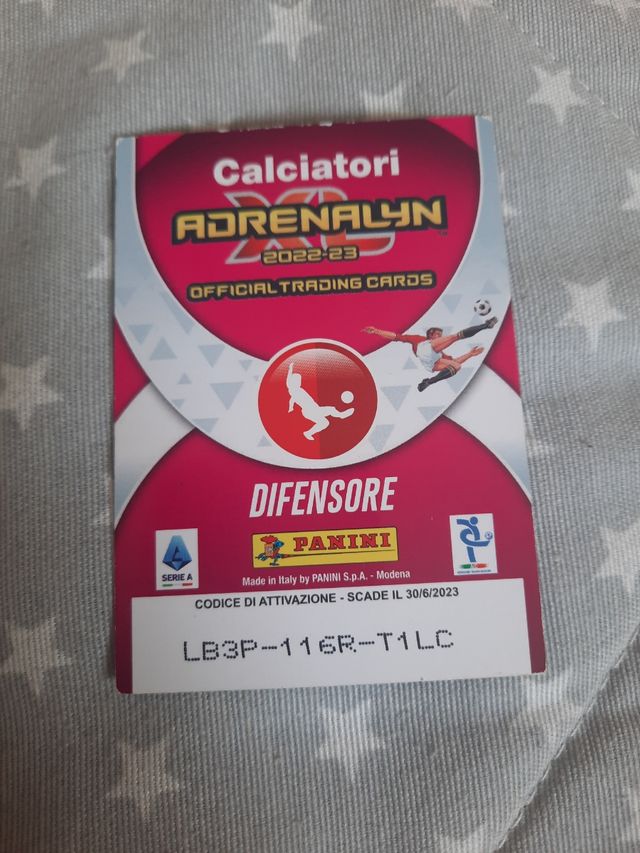 Calciatori
ADRENALYN XL™
2022-23
OFFICIAL TRADING CARDS
DIFENSORE
PANINI
SERIE A
Made in Italy by PANINI S.p.A. - Modena
CODICE DI ATTIVAZIONE - SCADE IL 30/6/2023
LB3P-116R-T1LC